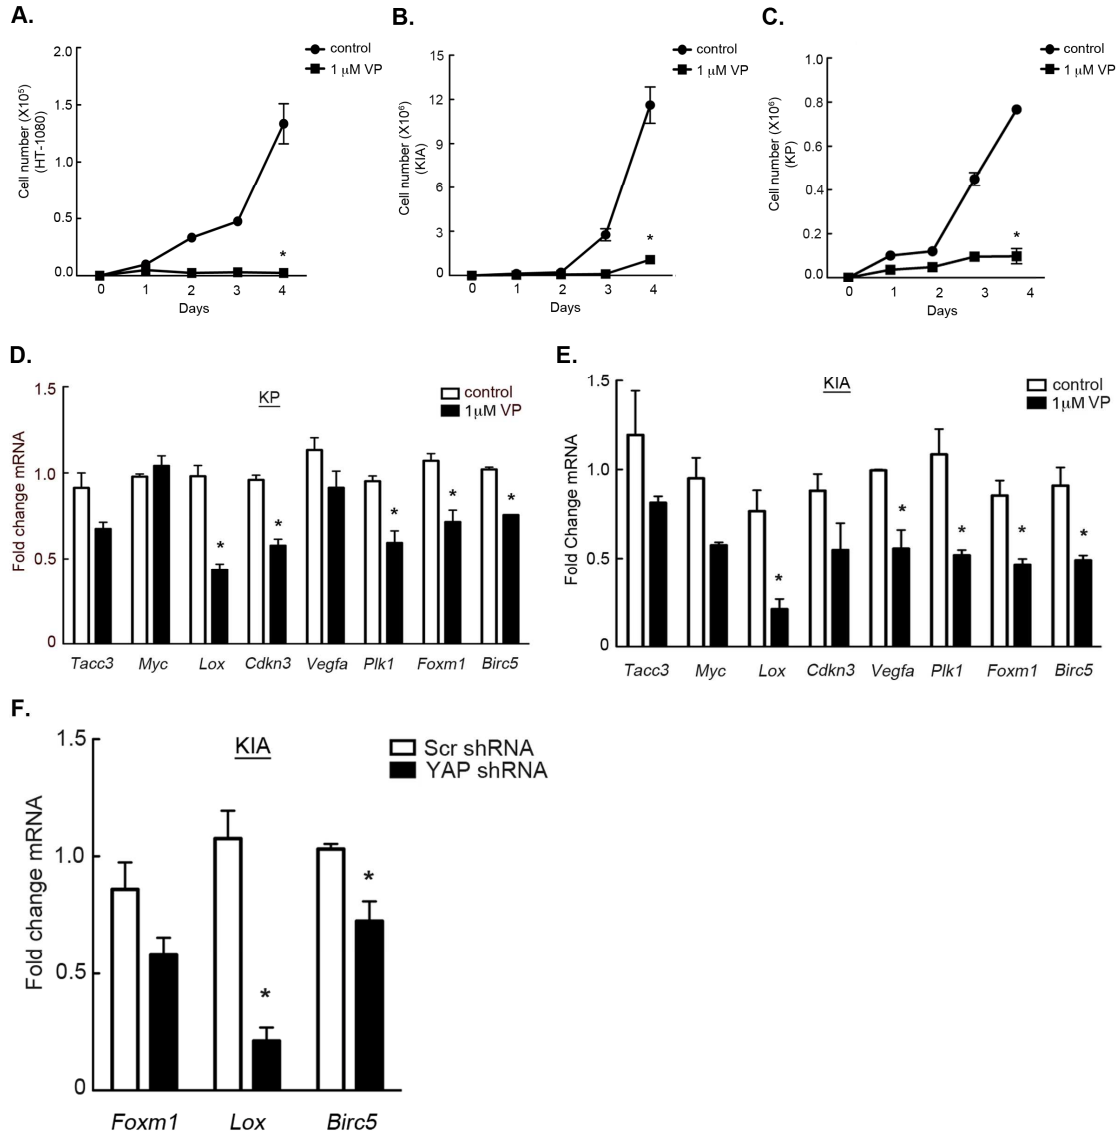 A.
control
1 μM VP
Cell number (X10⁵)
(HT-1080)
2.0
1.5
1.0
0.5
0.0
*
0 1 2 3 4
Days
B.
control
1 μM VP
Cell number (X10⁶)
(KIA)
15
12
9
6
3
0
*
0 1 2 3 4
Days
C.
control
1 μM VP
Cell number (X10⁶)
(KP)
1.0
0.8
0.6
0.4
0.2
0.0
*
0 1 2 3 4
Days
D.
KP
control
1μM VP
Fold change mRNA
1.5
1.0
0.5
0
* * * * *
Tacc3 Myc Lox Cdkn3 Vegfa Plk1 Foxm1 Birc5
E.
KIA
control
1μM VP
Fold Change mRNA
1.5
1.0
0.5
0
* * * * *
Tacc3 Myc Lox Cdkn3 Vegfa Plk1 Foxm1 Birc5
F.
KIA
Scr shRNA
YAP shRNA
Fold change mRNA
1.5
1.0
0.5
0
* *
Foxm1 Lox Birc5